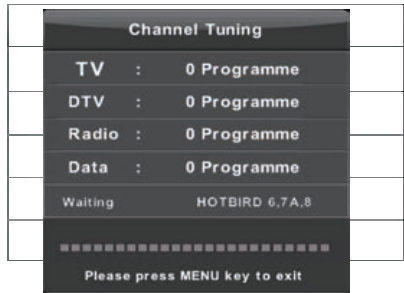 Channel Tuning
TV : 0 Programme
DTV : 0 Programme
Radio : 0 Programme
Data : 0 Programme
Waiting HOTBIRD 6,7A,8
Please press MENU key to exit